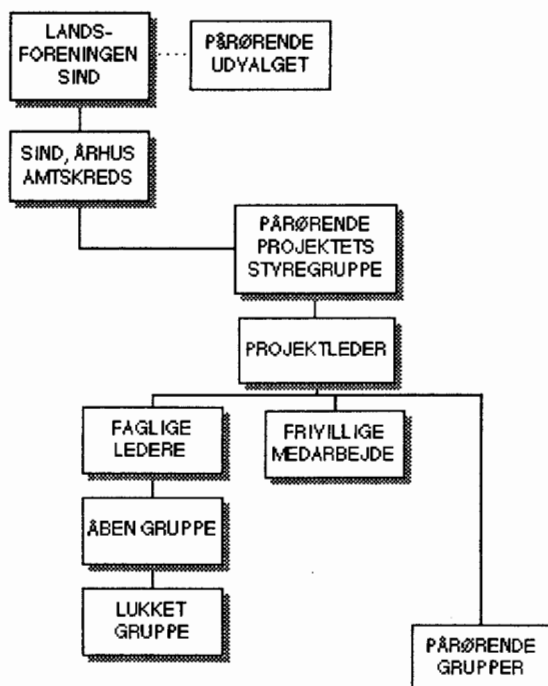 LANDS-
FORENINGEN
SIND
PÅRØRENDE
UDVALGET
SIND, ÅRHUS
AMTSKREDS
PÅRØRENDE
PROJEKTETS
STYREGRUPPE
PROJEKTLEDER
FAGLIGE
LEDERE
FRIVILLIGE
MEDARBEJDE
ÅBEN GRUPPE
LUKKET
GRUPPE
PÅRØRENDE
GRUPPER